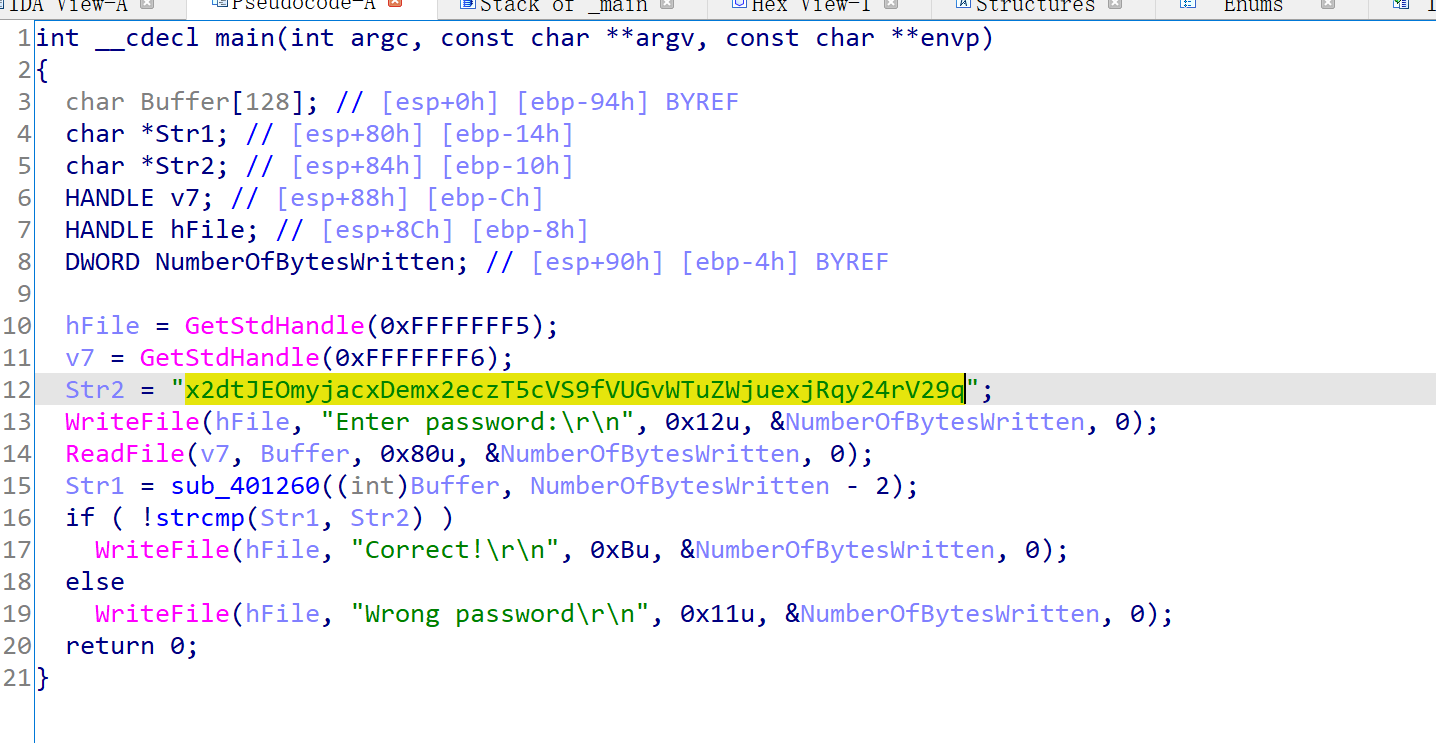 IDA View-A Pseudocode-A Stack of _main Hex View-1 Structures Enums
1 int __cdecl main(int argc, const char **argv, const char **envp)
2 {
3   char Buffer[128]; // [esp+0h] [ebp-94h] BYREF
4   char *Str1; // [esp+80h] [ebp-14h]
5   char *Str2; // [esp+84h] [ebp-10h]
6   HANDLE v7; // [esp+88h] [ebp-Ch]
7   HANDLE hFile; // [esp+8Ch] [ebp-8h]
8   DWORD NumberOfBytesWritten; // [esp+90h] [ebp-4h] BYREF
9
10   hFile = GetStdHandle(0xFFFFFFF5);
11   v7 = GetStdHandle(0xFFFFFFF6);
12   Str2 = "x2dtJEOmyjacxDemx2eczT5cVS9fVUGvWTuZWjuexjRqy24rV29q";
13   WriteFile(hFile, "Enter password:\r\n", 0x12u, &NumberOfBytesWritten, 0);
14   ReadFile(v7, Buffer, 0x80u, &NumberOfBytesWritten, 0);
15   Str1 = sub_401260((int)Buffer, NumberOfBytesWritten - 2);
16   if ( !strcmp(Str1, Str2) )
17     WriteFile(hFile, "Correct!\r\n", 0xBu, &NumberOfBytesWritten, 0);
18   else
19     WriteFile(hFile, "Wrong password\r\n", 0x11u, &NumberOfBytesWritten, 0);
20   return 0;
21 }